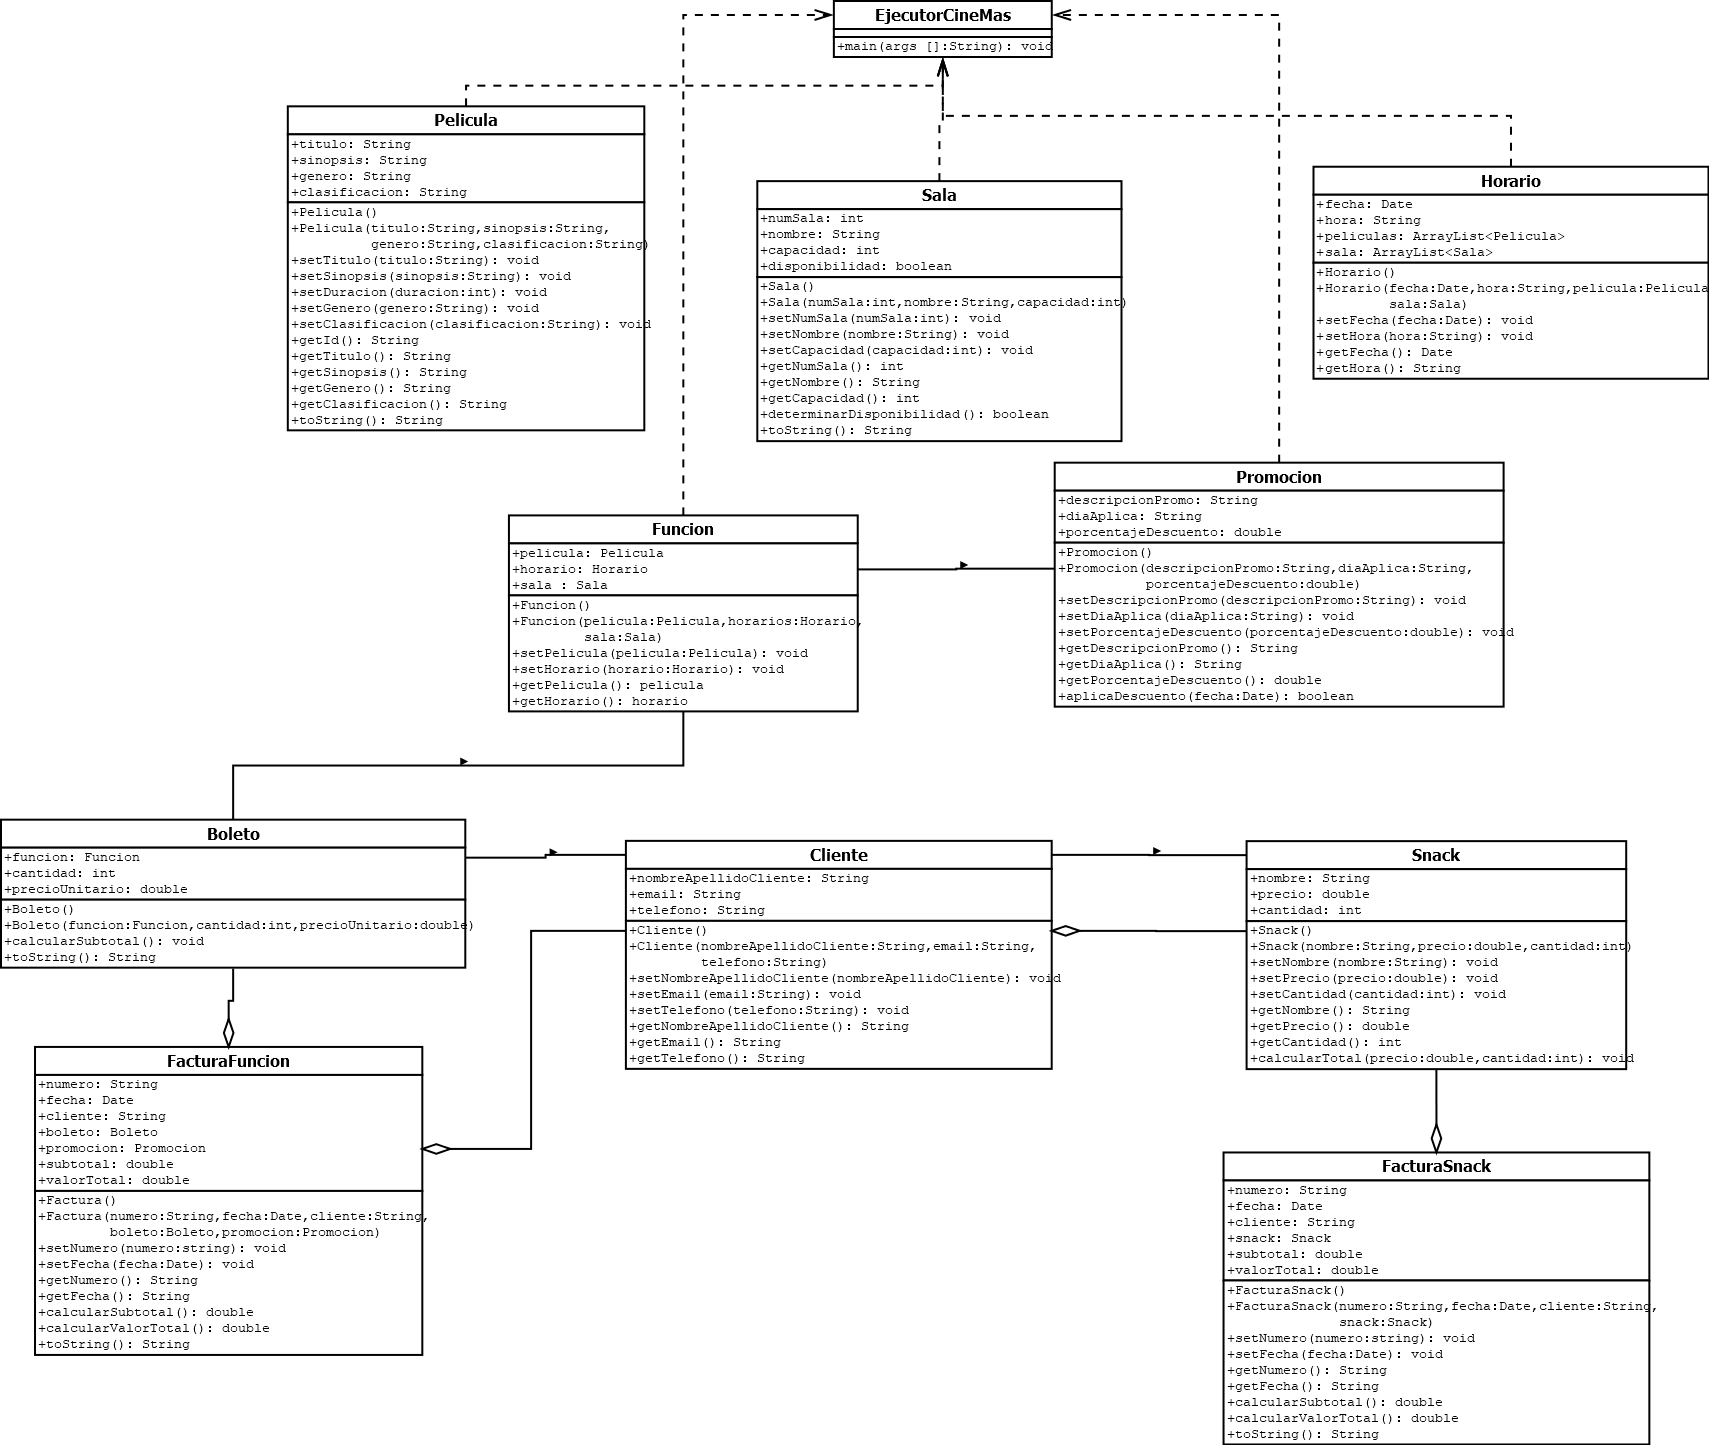 EjecutorCineMas
+main(args []:String): void
Pelicula
+titulo: String
+sinopsis: String
+genero: String
+clasificacion: String
+Pelicula()
+Pelicula(titulo:String,sinopsis:String,
genero:String,clasificacion:String)
+setTitulo(titulo:String): void
+setSinopsis(sinopsis:String): void
+setDuracion(duracion:int): void
+setGenero(genero:String): void
+setClasificacion(clasificacion:String): void
+getId(): String
+getTitulo(): String
+getSinopsis(): String
+getGenero(): String
+getClasificacion(): String
+toString(): String
Sala
+numSala: int
+nombre: String
+capacidad: int
+disponibilidad: boolean
+Sala()
+Sala(numSala:int,nombre:String,capacidad:int)
+setNumSala(numSala:int): void
+setNombre(nombre:String): void
+setCapacidad(capacidad:int): void
+getNumSala(): int
+getNombre(): String
+getCapacidad(): int
+determinarDisponibilidad(): boolean
+toString(): String
Horario
+fecha: Date
+hora: String
+peliculas: ArrayList<Pelicula>
+sala: ArrayList<Sala>
+Horario()
+Horario(fecha:Date,hora:String,pelicula:Pelicula
sala:Sala)
+setFecha(fecha:Date): void
+setHora(hora:String): void
+getFecha(): Date
+getHora(): String
Funcion
+pelicula: Pelicula
+horario: Horario
+sala : Sala
+Funcion()
+Funcion(pelicula:Pelicula,horarios:Horario,
sala:Sala)
+setPelicula(pelicula:Pelicula): void
+setHorario(horario:Horario): void
+getPelicula(): pelicula
+getHorario(): horario
Promocion
+descripcionPromo: String
+diaAplica: String
+porcentajeDescuento: double
+Promocion()
+Promocion(descripcionPromo:String,diaAplica:String,
porcentajeDescuento:double)
+setDescripcionPromo(descripcionPromo:String): void
+setDiaAplica(diaAplica:String): void
+setPorcentajeDescuento(porcentajeDescuento:double): void
+getDescripcionPromo(): String
+getDiaAplica(): String
+getPorcentajeDescuento(): double
+aplicaDescuento(fecha:Date): boolean
Boleto
+funcion: Funcion
+cantidad: int
+precioUnitario: double
+Boleto()
+Boleto(funcion:Funcion,cantidad:int,precioUnitario:double)
+calcularSubtotal(): void
+toString(): String
Cliente
+nombreApellidoCliente: String
+email: String
+telefono: String
+Cliente()
+Cliente(nombreApellidoCliente:String,email:String,
telefono:String)
+setNombreApellidoCliente(nombreApellidoCliente): void
+setEmail(email:String): void
+setTelefono(telefono:String): void
+getNombreApellidoCliente(): String
+getEmail(): String
+getTelefono(): String
Snack
+nombre: String
+precio: double
+cantidad: int
+Snack()
+Snack(nombre:String,precio:double,cantidad:int)
+setNombre(nombre:String): void
+setPrecio(precio:double): void
+setCantidad(cantidad:int): void
+getNombre(): String
+getPrecio(): double
+getCantidad(): int
+calcularTotal(precio:double,cantidad:int): void
FacturaFuncion
+numero: String
+fecha: Date
+cliente: String
+boleto: Boleto
+promocion: Promocion
+subtotal: double
+valorTotal: double
+Factura()
+Factura(numero:String,fecha:Date,cliente:String,
boleto:Boleto,promocion:Promocion)
+setNumero(numero:string): void
+setFecha(fecha:Date): void
+getNumero(): String
+getFecha(): String
+calcularSubtotal(): double
+calcularValorTotal(): double
+toString(): String
FacturaSnack
+numero: String
+fecha: Date
+cliente: String
+snack: Snack
+subtotal: double
+valorTotal: double
+FacturaSnack()
+FacturaSnack(numero:String,fecha:Date,cliente:String,
snack:Snack)
+setNumero(numero:string): void
+setFecha(fecha:Date): void
+getNumero(): String
+getFecha(): String
+calcularSubtotal(): double
+calcularValorTotal(): double
+toString(): String